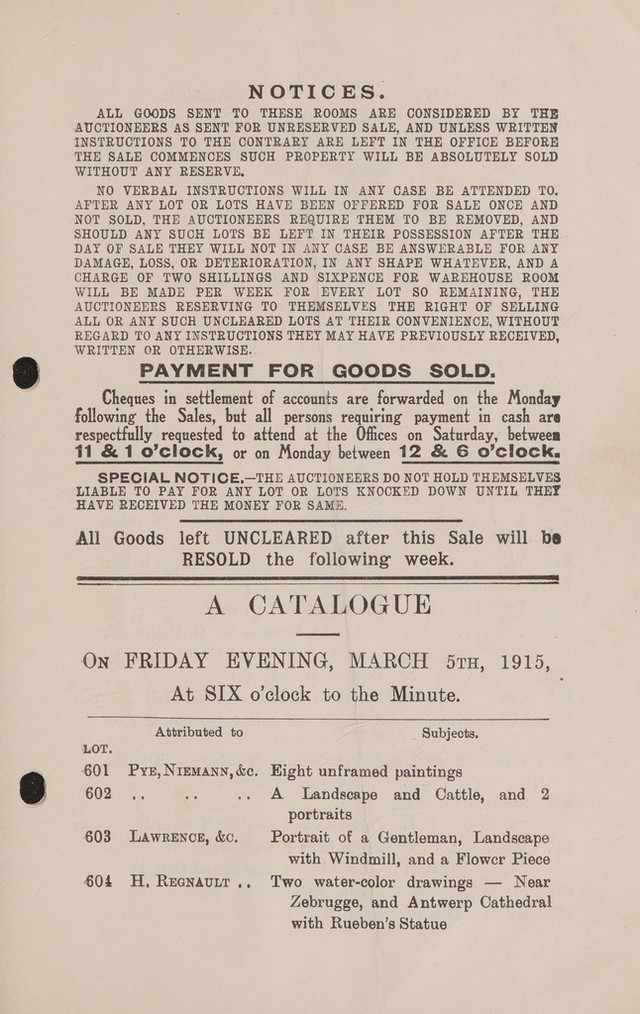 NOTICES.
ALL GOODS SENT TO THESE ROOMS ARE CONSIDERED BY THE
AUCTIONEERS AS SENT FOR UNRESERVED SALE, AND UNLESS WRITTEN
INSTRUCTIONS TO THE CONTRARY ARE LEFT IN THE OFFICE BEFORE
THE SALE COMMENCES SUCH PROPERTY WILL BE ABSOLUTELY SOLD
WITHOUT ANY RESERVE.
NO VERBAL INSTRUCTIONS WILL IN ANY CASE BE ATTENDED TO.
AFTER ANY LOT OR LOTS HAVE BEEN OFFERED FOR SALE ONCE AND
NOT SOLD, THE AUCTIONEERS REQUIRE THEM TO BE REMOVED, AND
SHOULD ANY SUCH LOTS BE LEFT IN THEIR POSSESSION AFTER THE
DAY OF SALE THEY WILL NOT IN ANY CASE BE ANSWERABLE FOR ANY
DAMAGE, LOSS, OR DETERIORATION, IN ANY SHAPE WHATEVER, AND A
CHARGE OF TWO SHILLINGS AND SIXPENCE FOR WAREHOUSE ROOM
WILL BE MADE PER WEEK FOR EVERY LOT SO REMAINING, THE
AUCTIONEERS RESERVING TO THEMSELVES THE RIGHT OF SELLING
ALL OR ANY SUCH UNCLEARED LOTS AT THEIR CONVENIENCE, WITHOUT
REGARD TO ANY INSTRUCTIONS THEY MAY HAVE PREVIOUSLY RECEIVED,
WRITTEN OR OTHERWISE.
PAYMENT FOR GOODS SOLD.
Cheques in settlement of accounts are forwarded on the Monday
following the Sales, but all persons requiring payment in cash are
respectfully requested to attend at the Offices on Saturday, between
11 & 1 o'clock, or on Monday between 12 & 6 o'clock.
SPECIAL NOTICE.—THE AUCTIONEERS DO NOT HOLD THEMSELVES
LIABLE TO PAY FOR ANY LOT OR LOTS KNOCKED DOWN UNTIL THEY
HAVE RECEIVED THE MONEY FOR SAME.
All Goods left UNCLEARED after this Sale will be
RESOLD the following week.
A CATALOGUE
ON FRIDAY EVENING, MARCH 5TH, 1915,
At SIX o'clock to the Minute.
Attributed to Subjects.
LOT.
601 PYE, NIEMANN, &c. Eight unframed paintings
602 .. .. .. A Landscape and Cattle, and 2
portraits
603 LAWRENCE, &c. Portrait of a Gentleman, Landscape
with Windmill, and a Flower Piece
604 H. REGNAULT .. Two water-color drawings — Near
Zebrugge, and Antwerp Cathedral
with Rueben's Statue